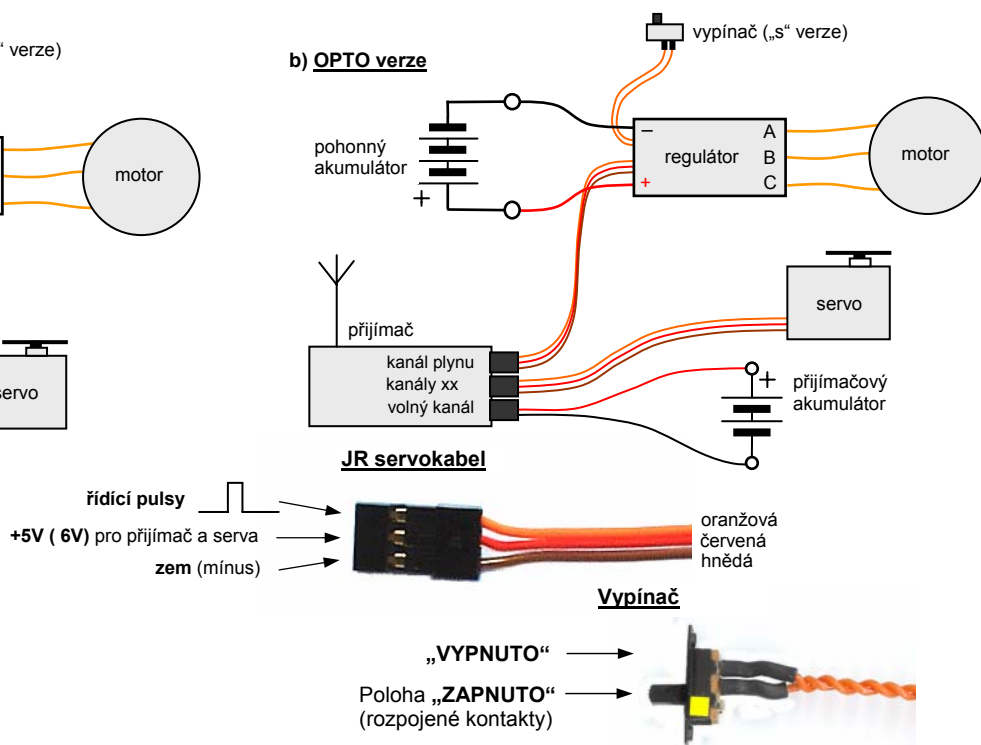 “ verze)
motor
servo
b) OPTO verze
vypínač („s“ verze)
pohonný
akumulátor
+
−
+
regulátor
A
B
C
motor
servo
přijímač
kanál plynu
kanály xx
volný kanál
+
přijímačový
akumulátor
JR servokabel
řídící pulsy
+5V ( 6V) pro přijímač a serva
zem (mínus)
oranžová
červená
hnědá
Vypínač
„VYPNUTO“
Poloha „ZAPNUTO“
(rozpojené kontakty)